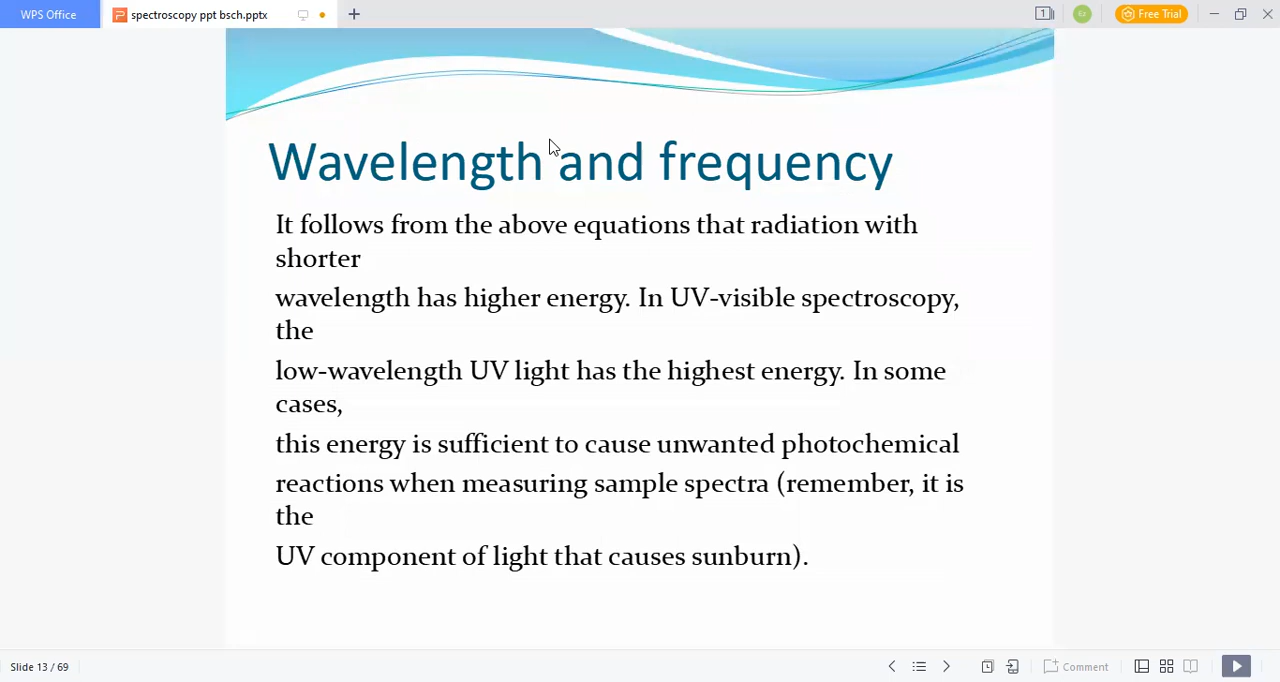 WPS Office
spectroscopy ppt bsch.pptx
1
Free Trial
Wavelength and frequency
It follows from the above equations that radiation with
shorter
wavelength has higher energy. In UV-visible spectroscopy,
the
low-wavelength UV light has the highest energy. In some
cases,
this energy is sufficient to cause unwanted photochemical
reactions when measuring sample spectra (remember, it is
the
UV component of light that causes sunburn).
Slide 13 / 69
Comment